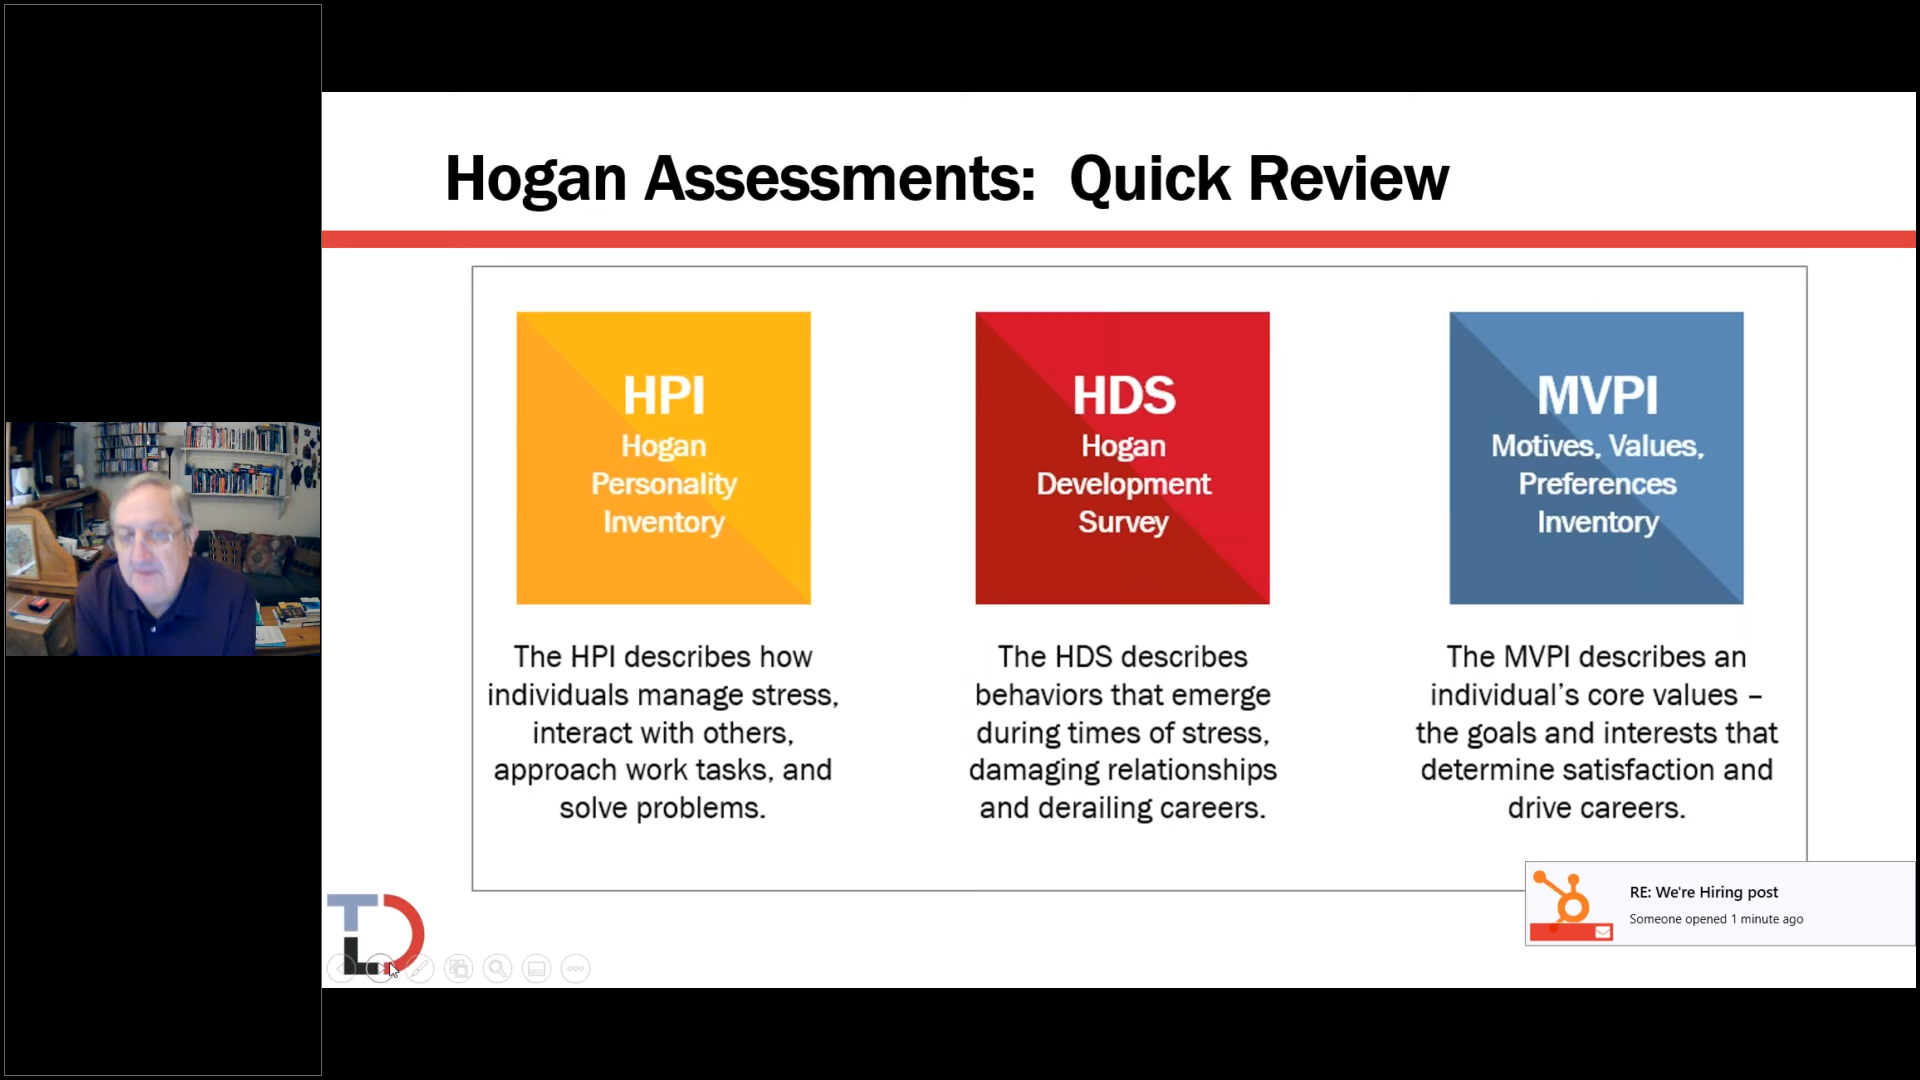 Hogan Assessments:  Quick Review
HPI
Hogan
Personality
Inventory
The HPI describes how
individuals manage stress,
interact with others,
approach work tasks, and
solve problems.
HDS
Hogan
Development
Survey
The HDS describes
behaviors that emerge
during times of stress,
damaging relationships
and derailing careers.
MVPI
Motives, Values,
Preferences
Inventory
The MVPI describes an
individual’s core values –
the goals and interests that
determine satisfaction and
drive careers.
RE: We're Hiring post
Someone opened 1 minute ago
TLD